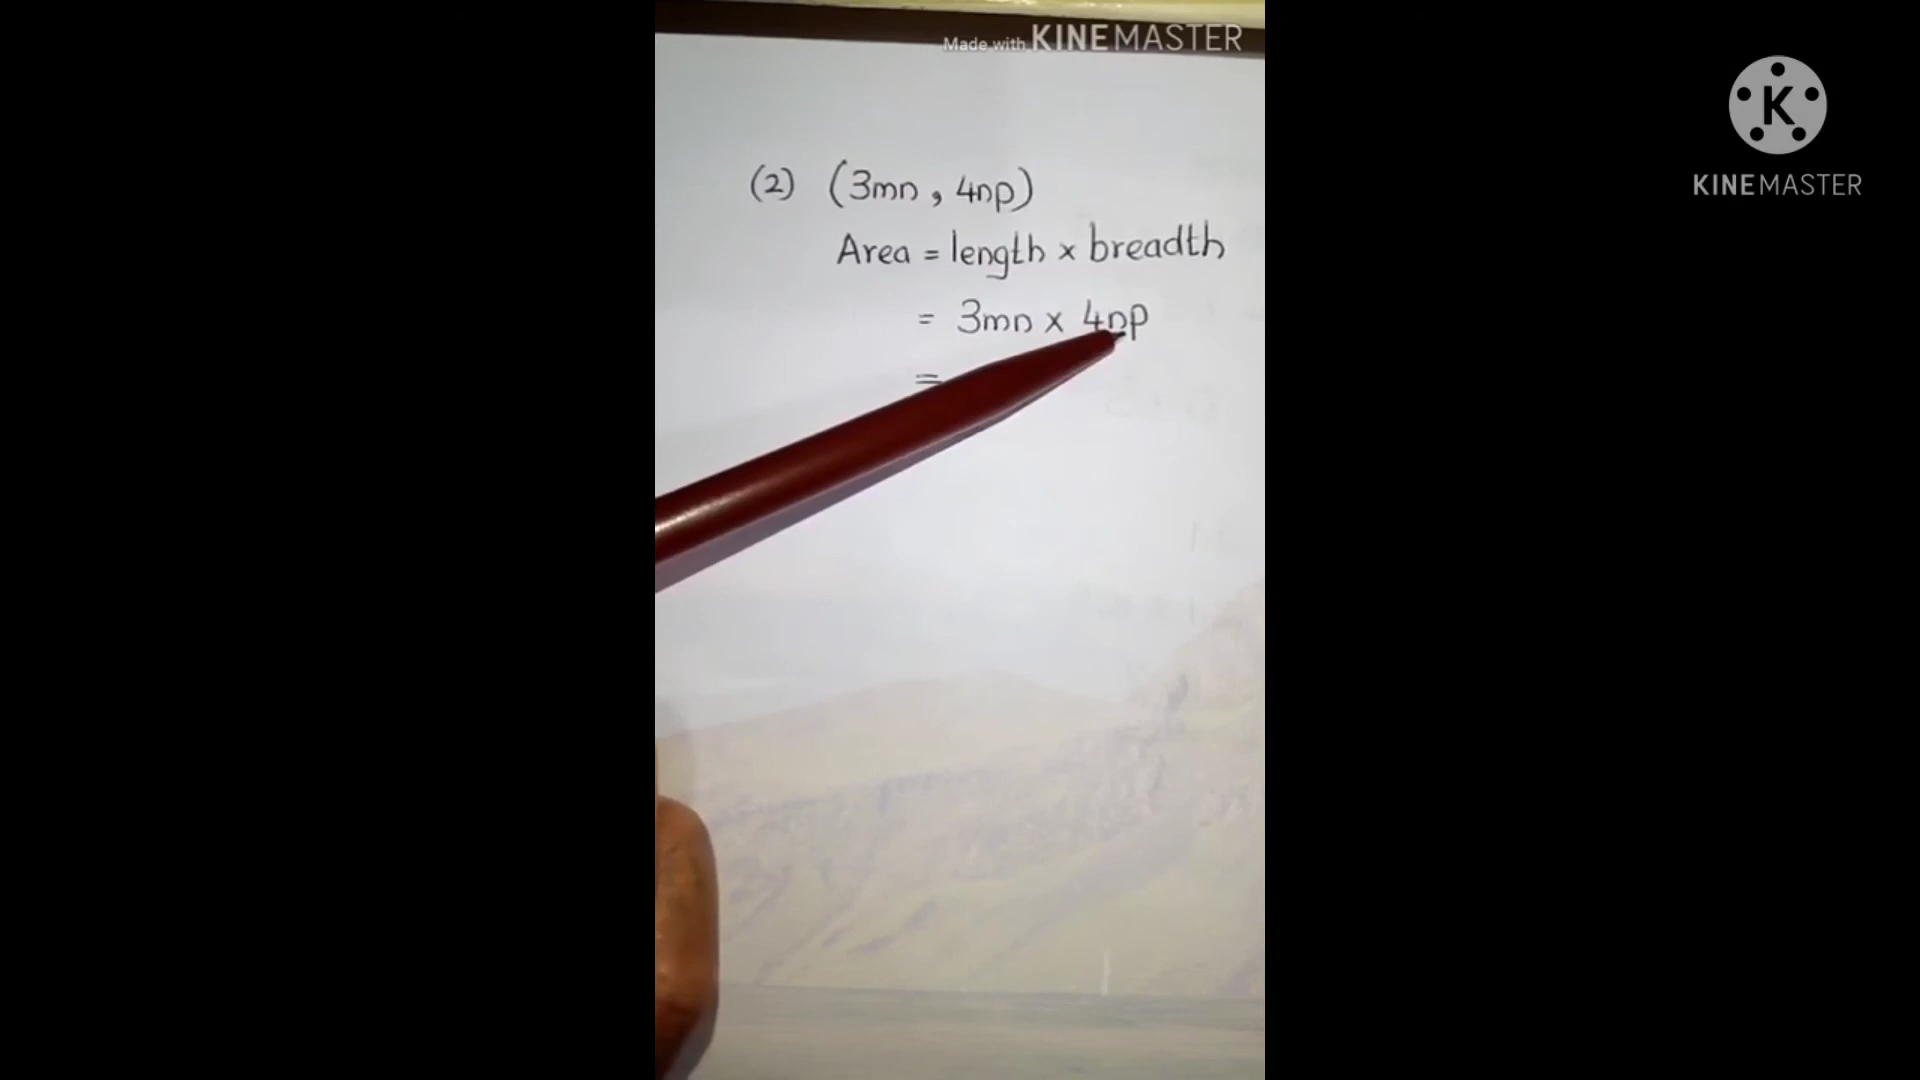 Made with KINEMASTER
K
KINEMASTER
(2) (3mn, 4np)
Area = length × breadth
= 3mn × 4np
=